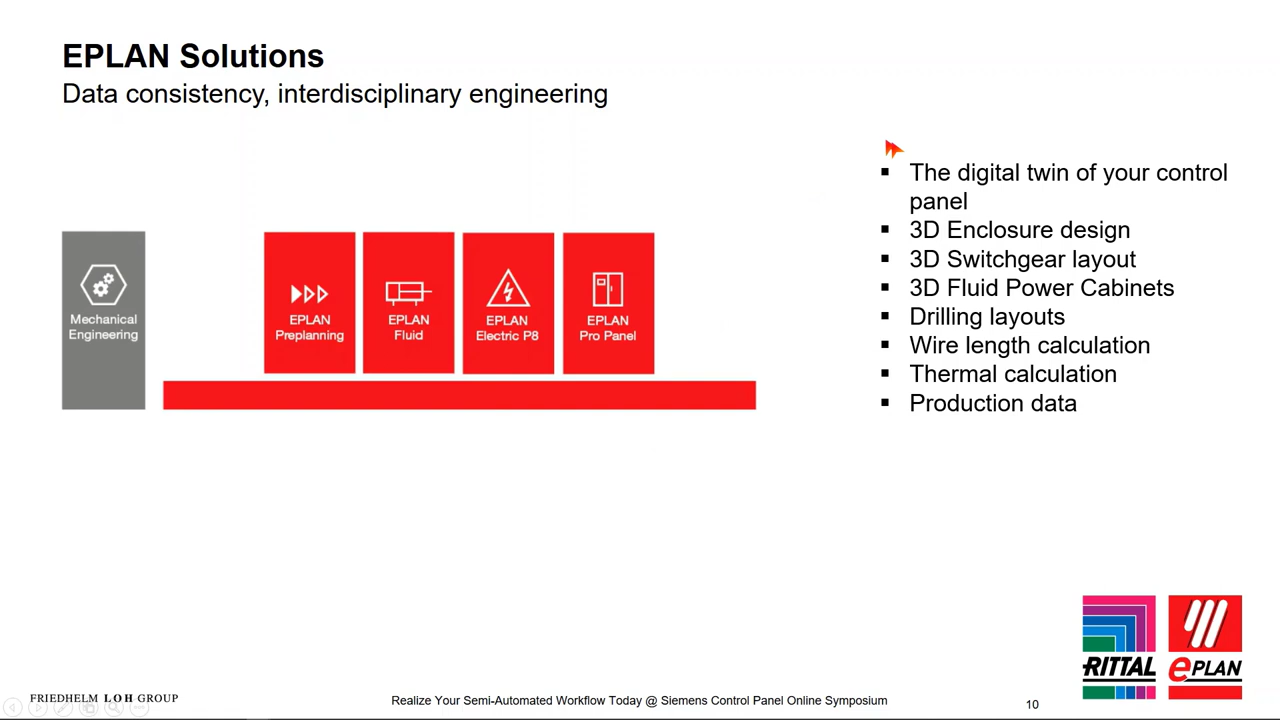 EPLAN Solutions
Data consistency, interdisciplinary engineering
Mechanical
Engineering
EPLAN
Preplanning
EPLAN
Fluid
EPLAN
Electric P8
EPLAN
Pro Panel
The digital twin of your control
panel
3D Enclosure design
3D Switchgear layout
3D Fluid Power Cabinets
Drilling layouts
Wire length calculation
Thermal calculation
Production data
RITTAL
ePLAN
FRIEDHELM LOH GROUP
Realize Your Semi-Automated Workflow Today @ Siemens Control Panel Online Symposium
10